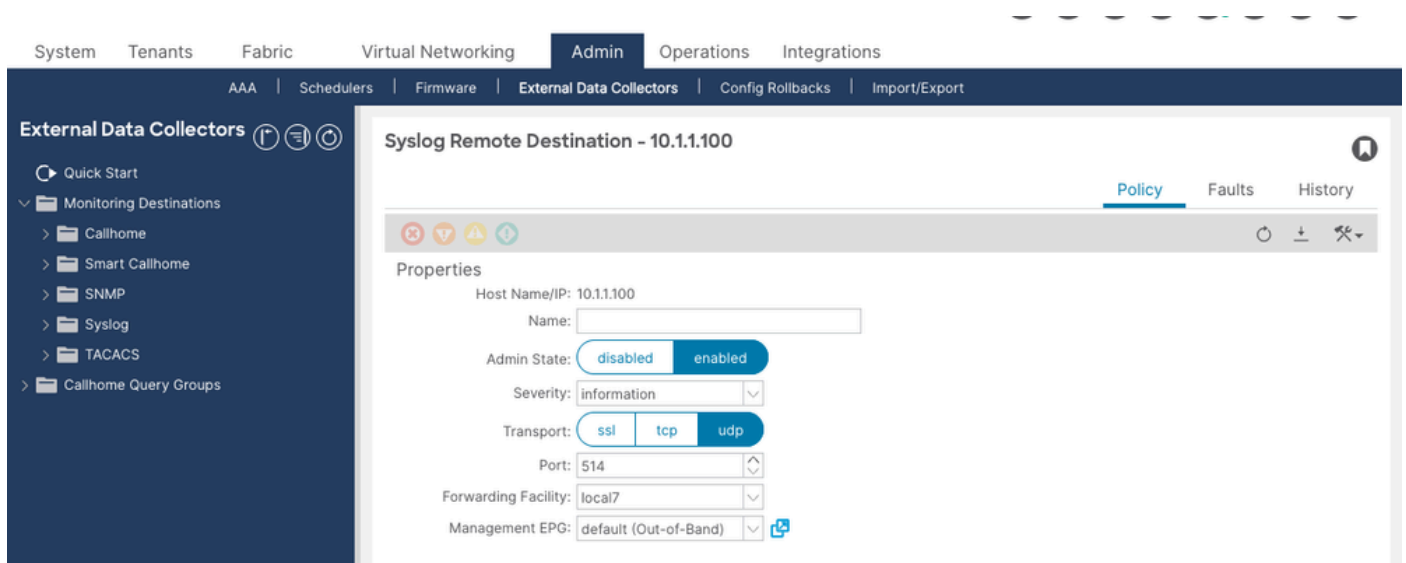 System Tenants Fabric Virtual Networking Admin Operations Integrations
AAA | Schedulers | Firmware | External Data Collectors | Config Rollbacks | Import/Export
External Data Collectors
Quick Start
Monitoring Destinations
Callhome
Smart Callhome
SNMP
Syslog
TACACS
Callhome Query Groups
Syslog Remote Destination - 10.1.1.100
Policy Faults History
Properties
Host Name/IP: 10.1.1.100
Name:
Admin State: disabled enabled
Severity: information
Transport: ssl tcp udp
Port: 514
Forwarding Facility: local7
Management EPG: default (Out-of-Band)